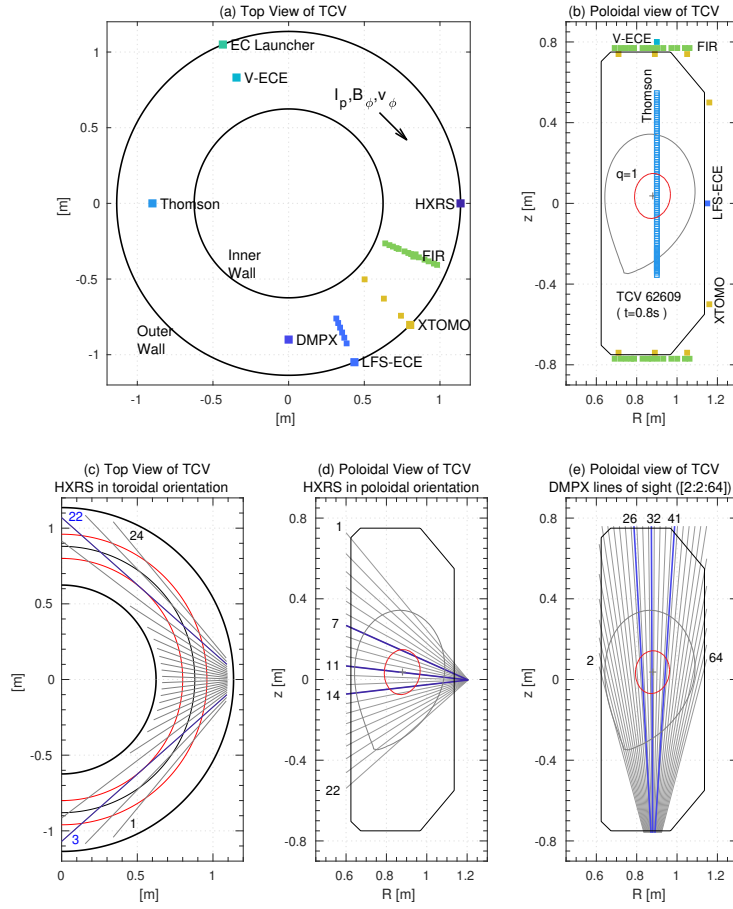 (a) Top View of TCV
1
0.5
0
-0.5
-1
[m]
-1
-0.5
0
0.5
1
[m]
EC Launcher
V-ECE
I_p,B_ϕ,v_ϕ
Thomson
HXRS
Inner
Wall
FIR
Outer
Wall
XTOMO
DMPX
LFS-ECE
(b) Poloidal view of TCV
0.8
0.4
0
-0.4
-0.8
z [m]
0.6
0.8
1
1.2
R [m]
V-ECE
FIR
Thomson
q=1
LFS-ECE
XTOMO
TCV 62609
( t=0.8s )
(c) Top View of TCV
HXRS in toroidal orientation
1
0.5
0
-0.5
-1
[m]
0
0.5
1
[m]
22
24
3
1
(d) Poloidal View of TCV
HXRS in poloidal orientation
0.8
0.4
0
-0.4
-0.8
z [m]
0.6
0.8
1
1.2
R [m]
1
7
11
14
22
(e) Poloidal view of TCV
DMPX lines of sight ([2:2:64])
0.8
0.4
0
-0.4
-0.8
z [m]
0.6
0.8
1
1.2
R [m]
26 32 41
2
64